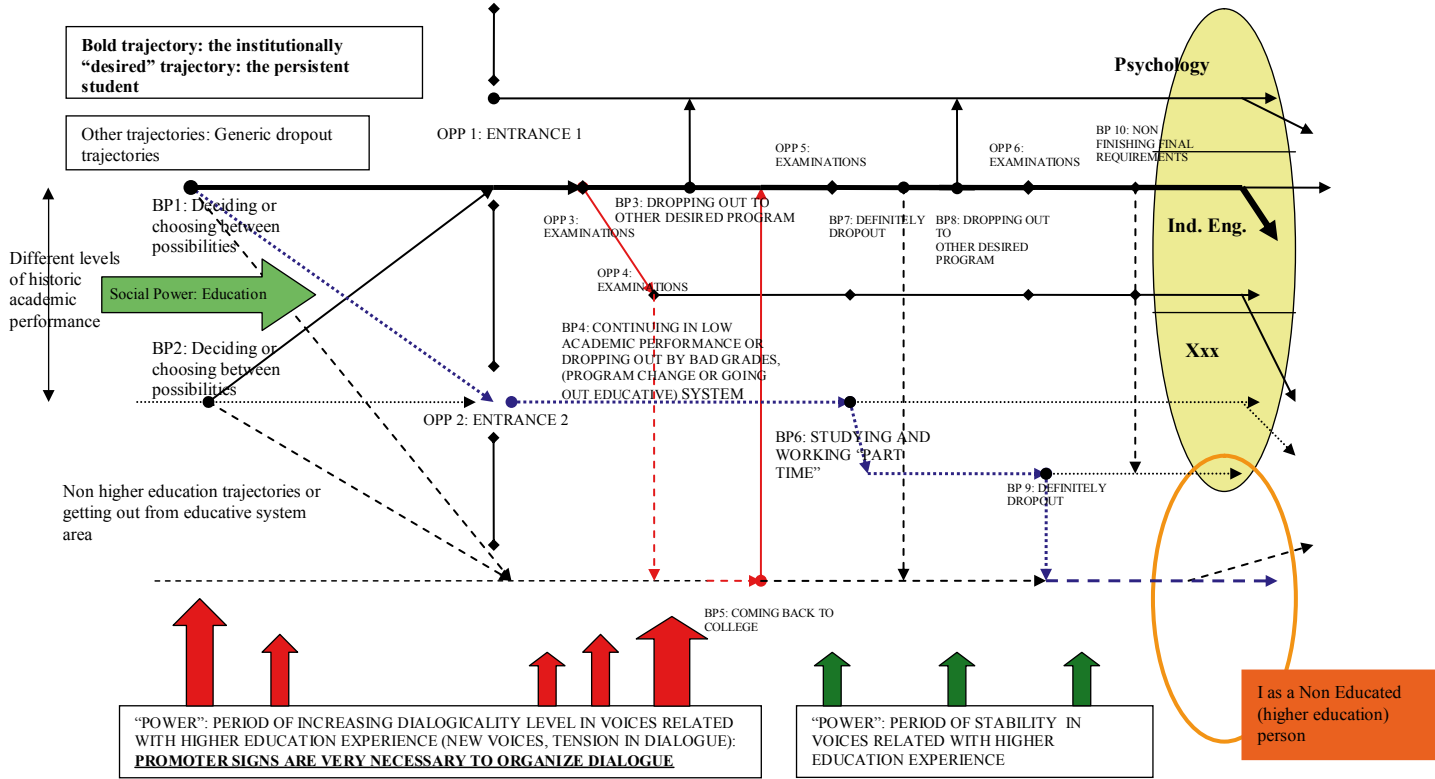 Bold trajectory: the institutionally
“desired” trajectory: the persistent
student
Psychology
Other trajectories: Generic dropout
trajectories
OPP 1: ENTRANCE 1
OPP 5:
EXAMINATIONS
OPP 6:
EXAMINATIONS
BP 10: NON
FINISHING FINAL
REQUIREMENTS
BP1: Deciding or
choosing between
possibilities
OPP 3:
EXAMINATIONS
BP3: DROPPING OUT TO
OTHER DESIRED PROGRAM
BP7: DEFINITELY
DROPOUT
BP8: DROPPING OUT
TO
OTHER DESIRED
PROGRAM
Ind. Eng.
Different levels
of historic
academic
performance
Social Power: Education
OPP 4:
EXAMINATIONS
BP2: Deciding or
choosing between
possibilities
BP4: CONTINUING IN LOW
ACADEMIC PERFORMANCE OR
DROPPING OUT BY BAD GRADES,
(PROGRAM CHANGE OR GOING
OUT EDUCATIVE) SYSTEM
Xxx
OPP 2: ENTRANCE 2
BP6: STUDYING AND
WORKING “PART
TIME”
BP 9: DEFINITELY
DROPOUT
Non higher education trajectories or
getting out from educative system
area
BP5: COMING BACK TO
COLLEGE
“POWER”: PERIOD OF INCREASING DIALOGICALITY LEVEL IN VOICES RELATED
WITH HIGHER EDUCATION EXPERIENCE (NEW VOICES, TENSION IN DIALOGUE):
PROMOTER SIGNS ARE VERY NECESSARY TO ORGANIZE DIALOGUE
“POWER”: PERIOD OF STABILITY IN
VOICES RELATED WITH HIGHER
EDUCATION EXPERIENCE
I as a Non Educated
(higher education)
person